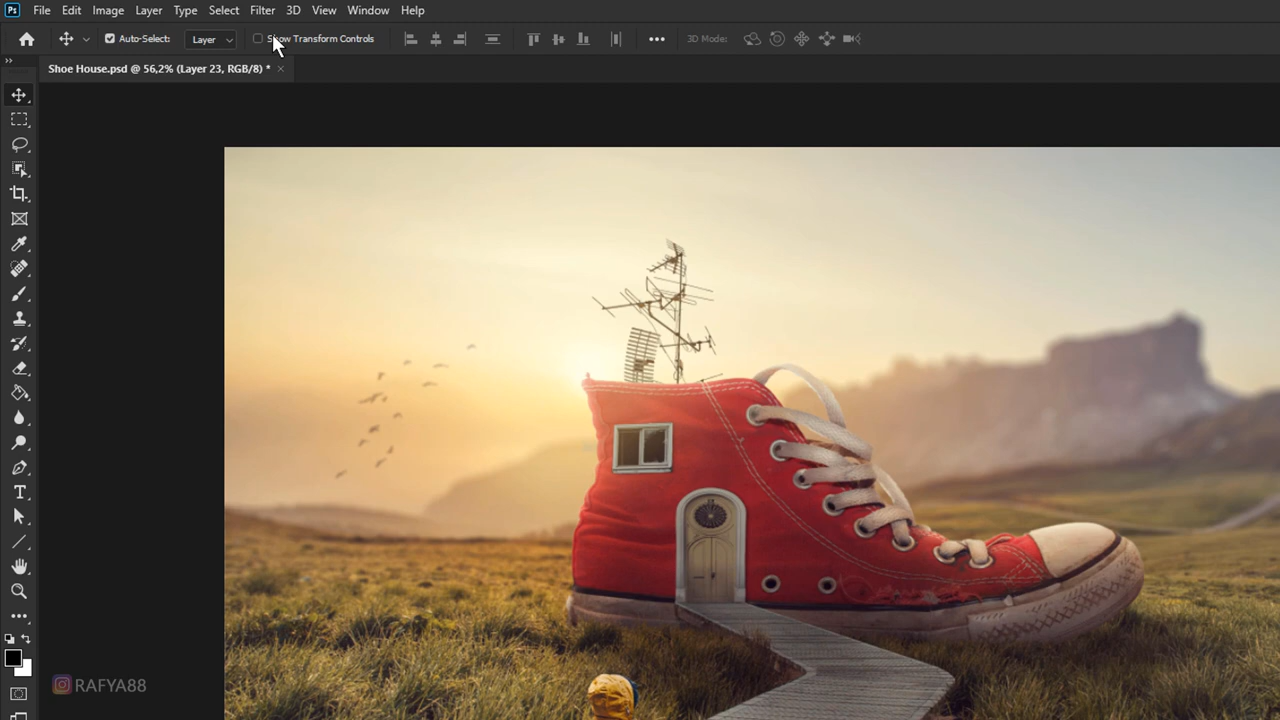 Ps File Edit Image Layer Type Select Filter 3D View Window Help
Auto-Select: Layer Show Transform Controls 3D Mode:
Shoe House.psd @ 56,2% (Layer 23, RGB/8) *
RAFYA88